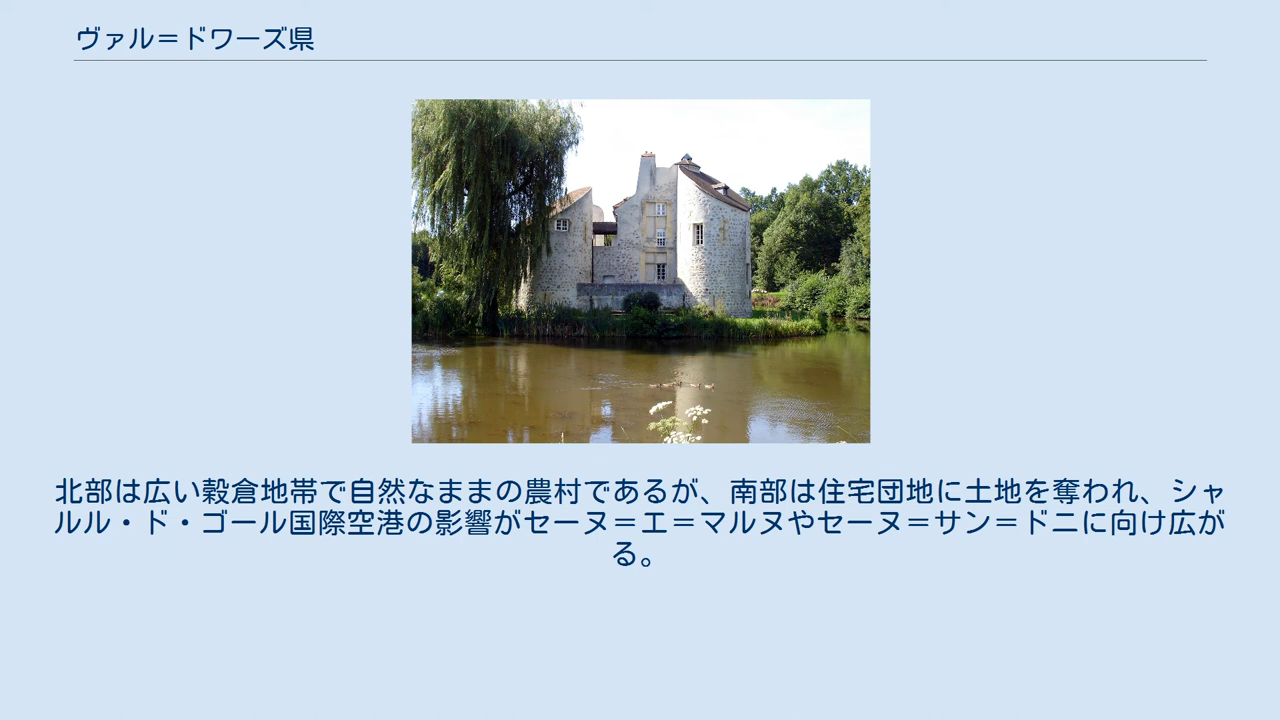 ヴァル＝ドワーズ県
北部は広い穀倉地帯で自然なままの農村であるが、南部は住宅団地に土地を奪われ、シャ
ルル・ド・ゴール国際空港の影響がセーヌ＝エ＝マルヌやセーヌ＝サン＝ドニに向け広が
る。